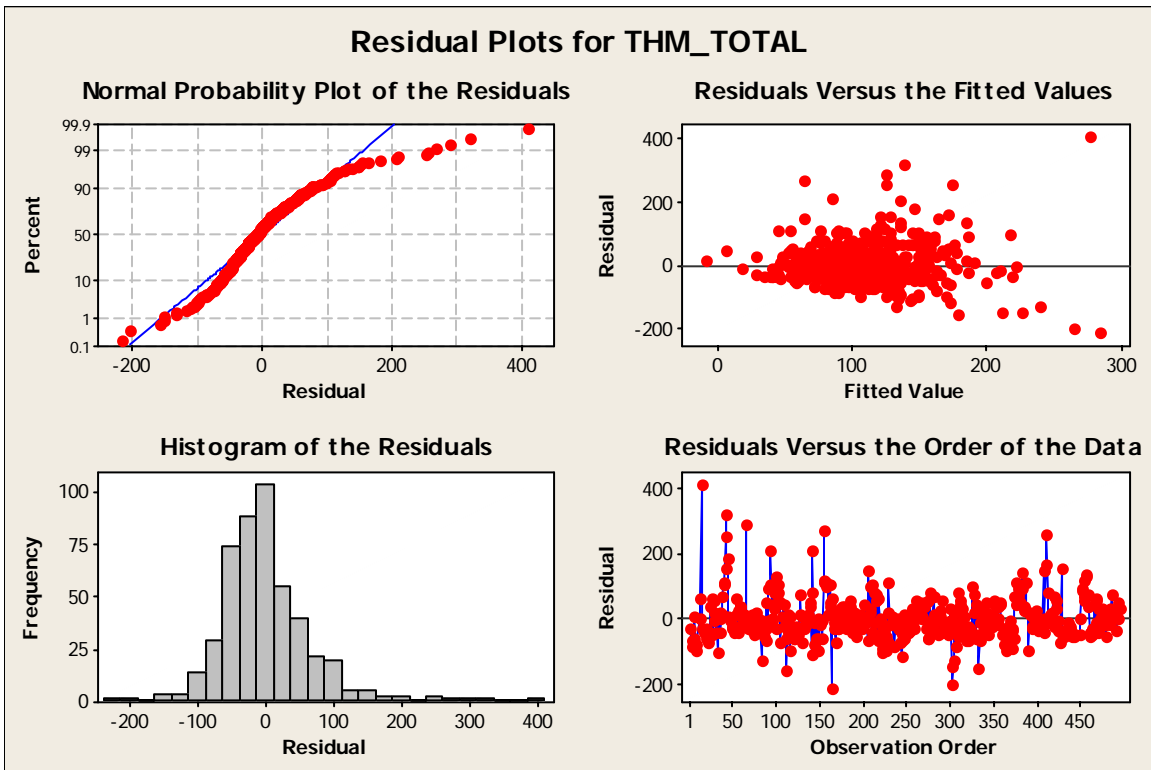 Residual Plots for THM_TOTAL
Normal Probability Plot of the Residuals
99.9
99
90
50
10
1
0.1
Percent
-200 0 200 400
Residual
Residuals Versus the Fitted Values
400
200
0
-200
Residual
0 100 200 300
Fitted Value
Histogram of the Residuals
100
75
50
25
0
Frequency
-200 -100 0 100 200 300 400
Residual
Residuals Versus the Order of the Data
400
200
0
-200
Residual
1 50 100 150 200 250 300 350 400 450
Observation Order